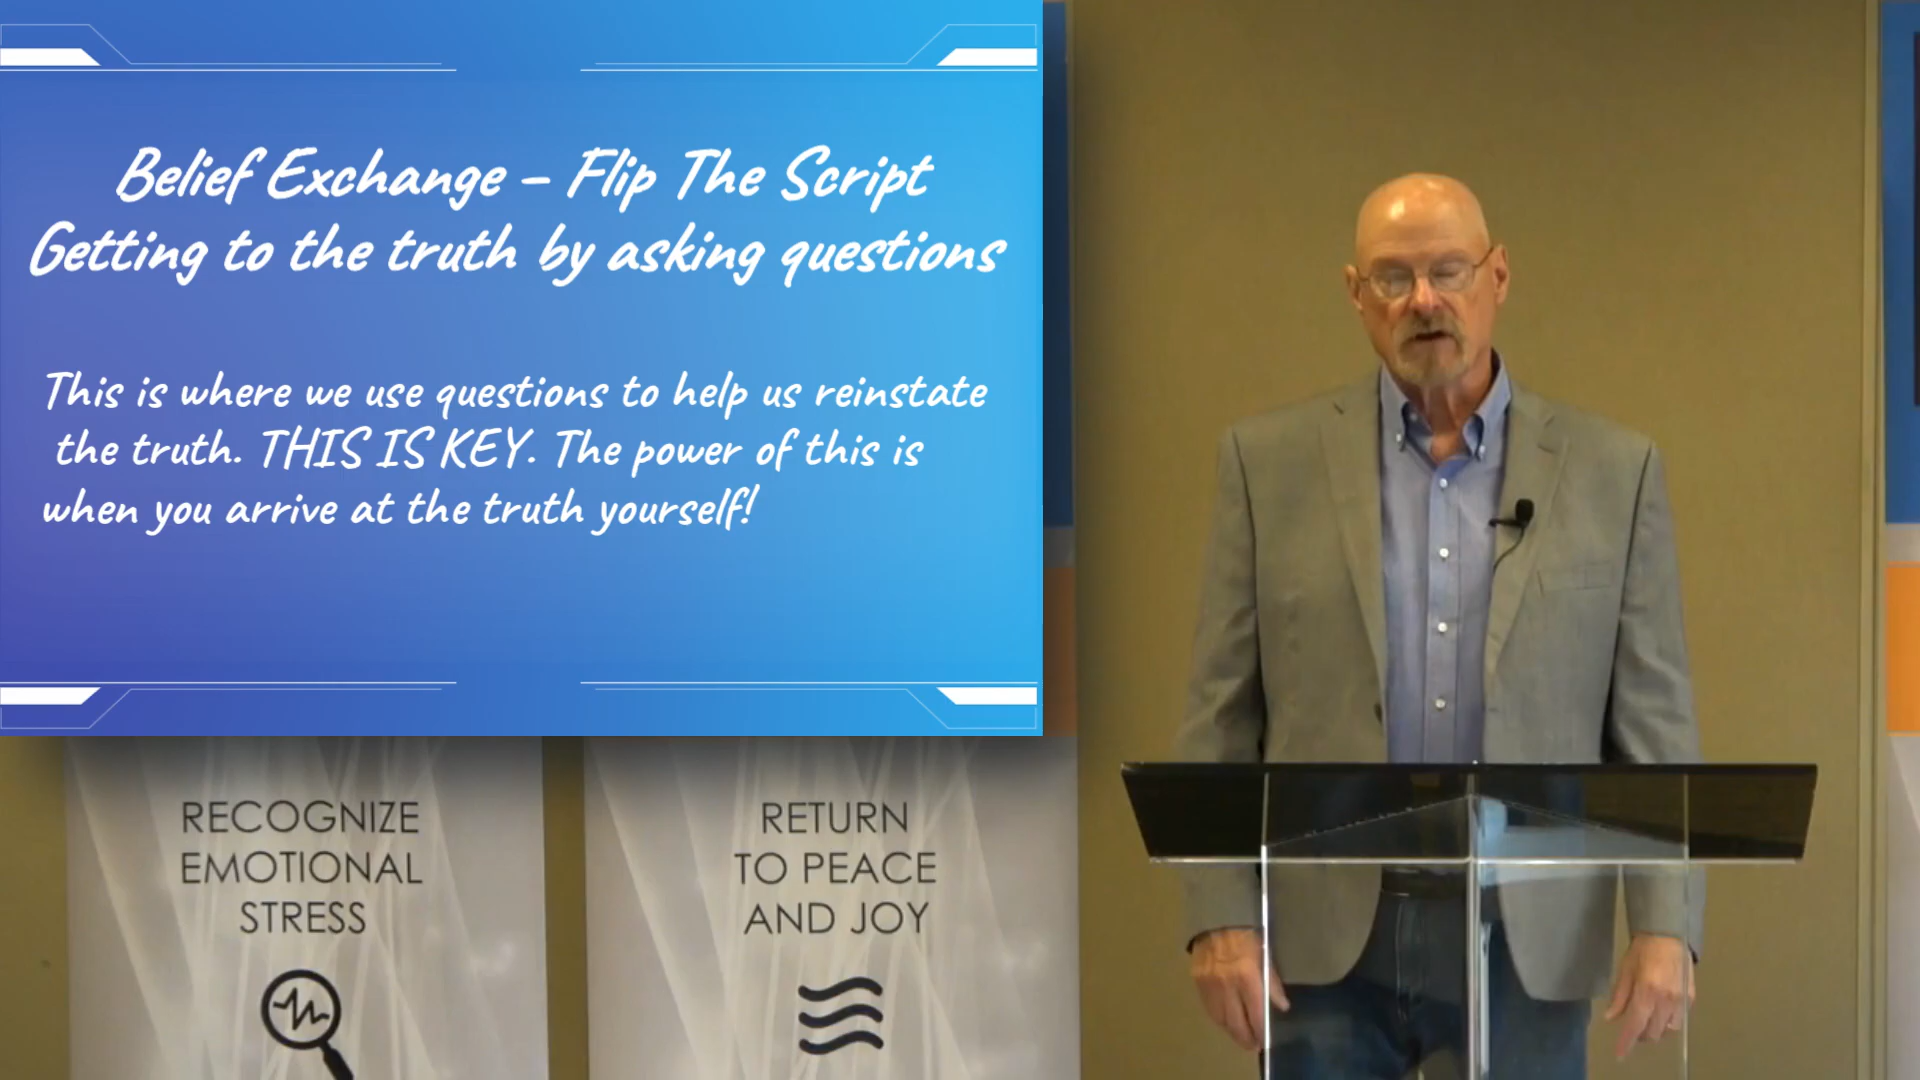 Belief Exchange – Flip The Script
Getting to the truth by asking questions
This is where we use questions to help us reinstate
the truth. THIS IS KEY. The power of this is
when you arrive at the truth yourself!
RECOGNIZE
EMOTIONAL
STRESS
RETURN
TO PEACE
AND JOY